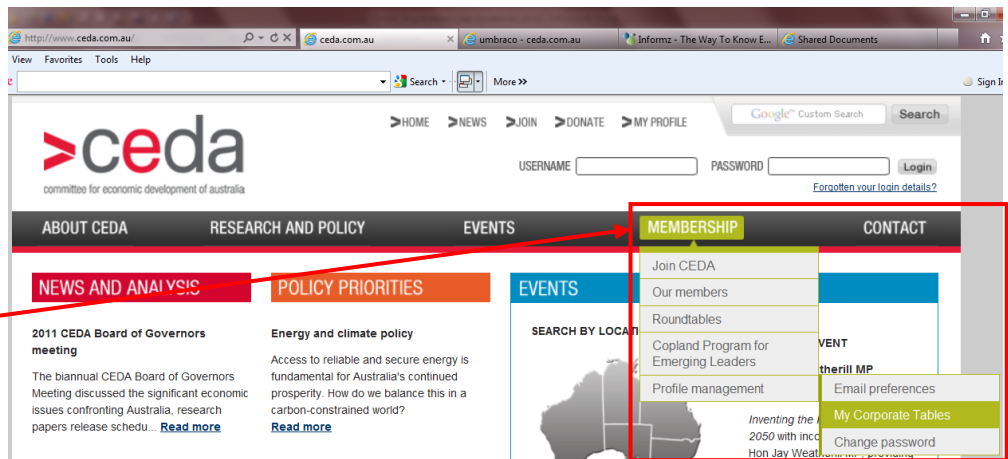 http://www.ceda.com.au/
ceda.com.au
umbraco - ceda.com.au
Informz - The Way To Know E...
Shared Documents
View Favorites Tools Help
Search
More >>
Sign In
>HOME >NEWS >JOIN >DONATE >MY PROFILE
Google™ Custom Search
Search
>ceda
committee for economic development of australia
USERNAME
PASSWORD
Login
Forgotten your login details?
ABOUT CEDA
RESEARCH AND POLICY
EVENTS
MEMBERSHIP
CONTACT
Join CEDA
Our members
Roundtables
Copland Program for
Emerging Leaders
Profile management
Email preferences
My Corporate Tables
Change password
NEWS AND ANALYSIS
2011 CEDA Board of Governors
meeting
The biannual CEDA Board of Governors
Meeting discussed the significant economic
issues confronting Australia, research
papers release schedu... Read more
POLICY PRIORITIES
Energy and climate policy
Access to reliable and secure energy is
fundamental for Australia's continued
prosperity. How do we balance this in a
carbon-constrained world?
Read more
EVENTS
SEARCH BY LOCATI
VENT
therill MP
Inventing the
2050 with inco
Hon Jay Weatherill MP, providing